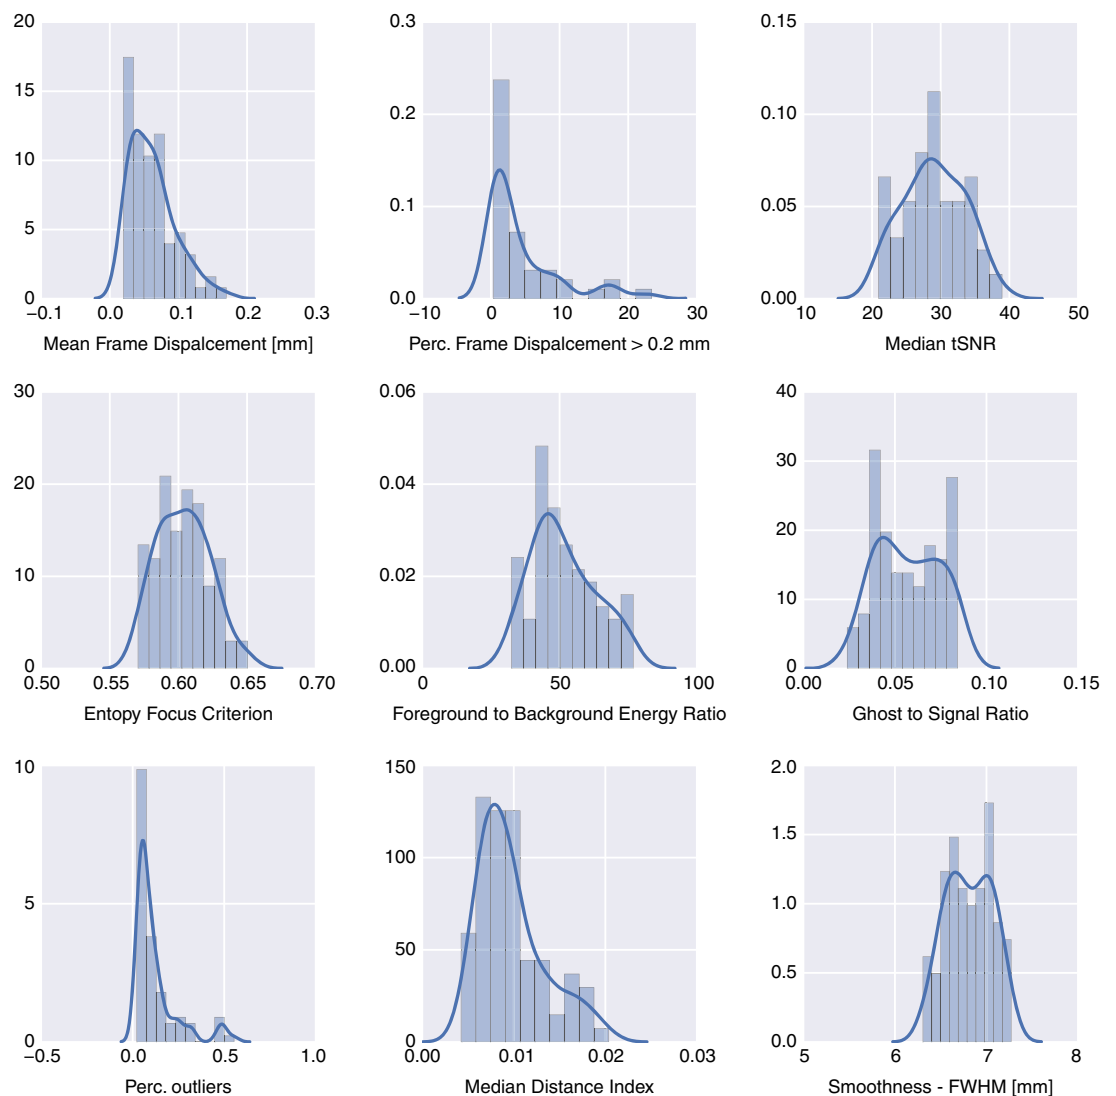 20
15
10
5
0
−0.1 0.0 0.1 0.2 0.3
Mean Frame Dispalcement [mm]
0.3
0.2
0.1
0.0
−10 0 10 20 30
Perc. Frame Dispalcement > 0.2 mm
0.15
0.10
0.05
0.00
10 20 30 40 50
Median tSNR
30
20
10
0
0.50 0.55 0.60 0.65 0.70
Entopy Focus Criterion
0.06
0.04
0.02
0.00
0 50 100
Foreground to Background Energy Ratio
40
30
20
10
0
0.00 0.05 0.10 0.15
Ghost to Signal Ratio
10
5
0
−0.5 0.0 0.5 1.0
Perc. outliers
150
100
50
0
0.00 0.01 0.02 0.03
Median Distance Index
2.0
1.5
1.0
0.5
0.0
5 6 7 8
Smoothness - FWHM [mm]